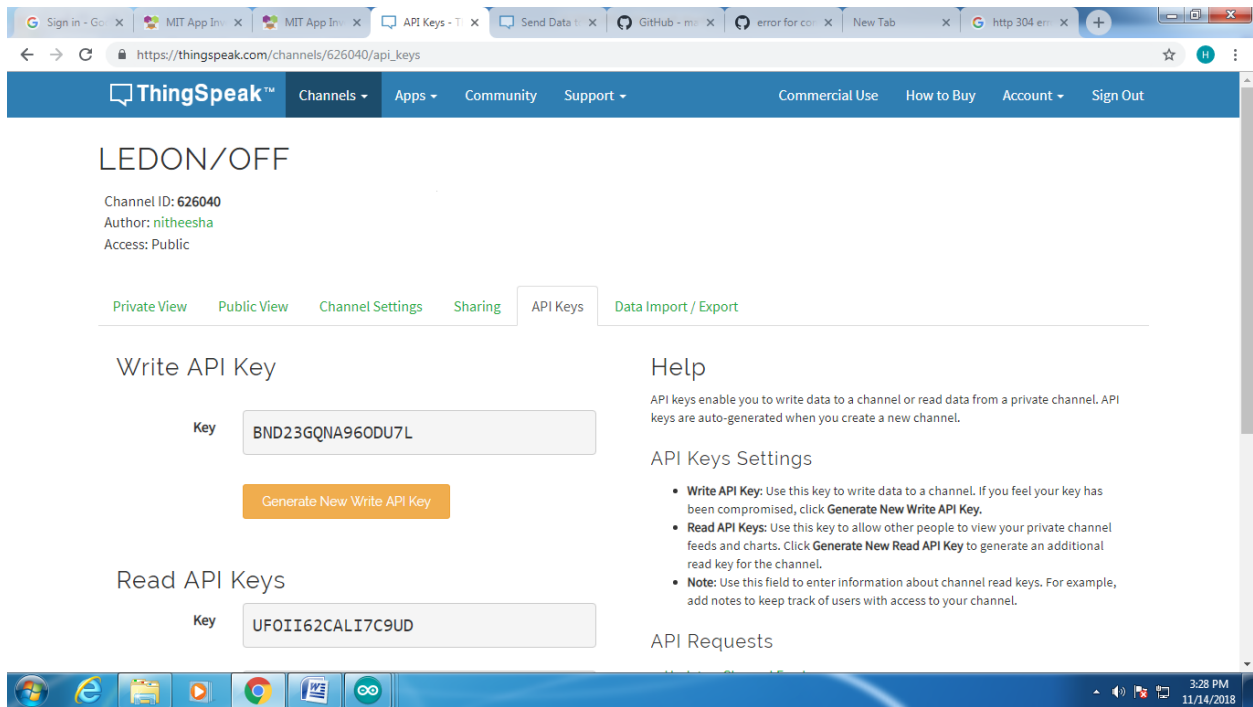 Sign in - Go
MIT App Inv
MIT App Inv
API Keys - T
Send Data t
GitHub - ma
error for cor
New Tab
http 304 err
https://thingspeak.com/channels/626040/api_keys
H
ThingSpeak™
Channels
Apps
Community
Support
Commercial Use
How to Buy
Account
Sign Out
LEDON/OFF
Channel ID: 626040
Author: nitheesha
Access: Public
Private View
Public View
Channel Settings
Sharing
API Keys
Data Import / Export
Write API Key
Key
BND23GQNA96ODU7L
Generate New Write API Key
Read API Keys
Key
UFOII62CALI7C9UD
Help
API keys enable you to write data to a channel or read data from a private channel. API
keys are auto-generated when you create a new channel.
API Keys Settings
• Write API Key: Use this key to write data to a channel. If you feel your key has
been compromised, click Generate New Write API Key.
• Read API Keys: Use this key to allow other people to view your private channel
feeds and charts. Click Generate New Read API Key to generate an additional
read key for the channel.
• Note: Use this field to enter information about channel read keys. For example,
add notes to keep track of users with access to your channel.
API Requests
3:28 PM
11/14/2018